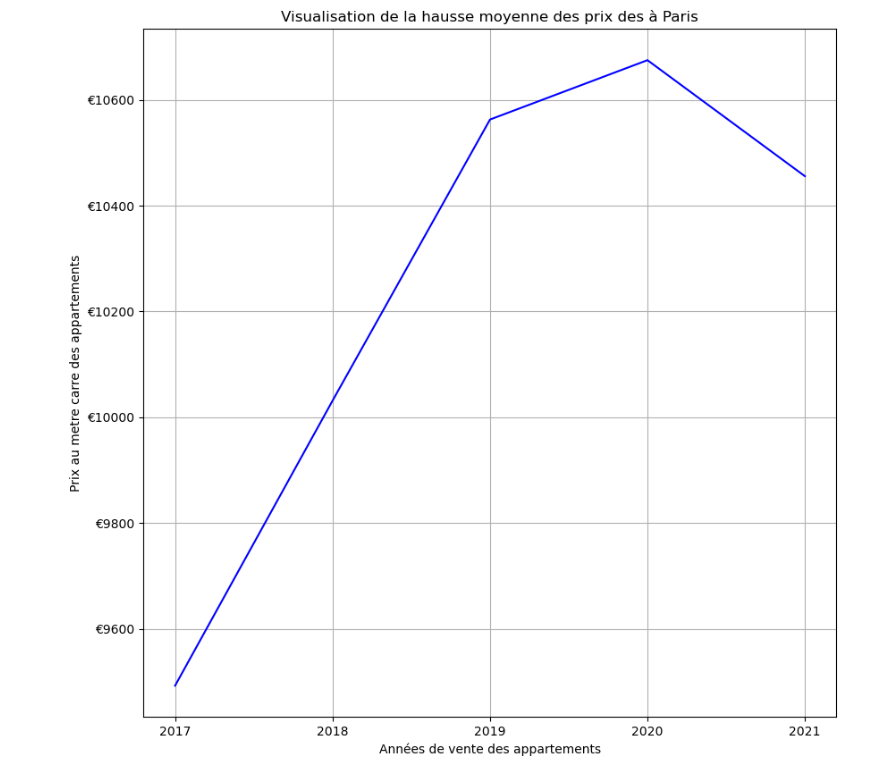 Visualisation de la hausse moyenne des prix des à Paris
Prix au metre carre des appartements
€10600
€10400
€10200
€10000
€9800
€9600
2017 2018 2019 2020 2021
Années de vente des appartements